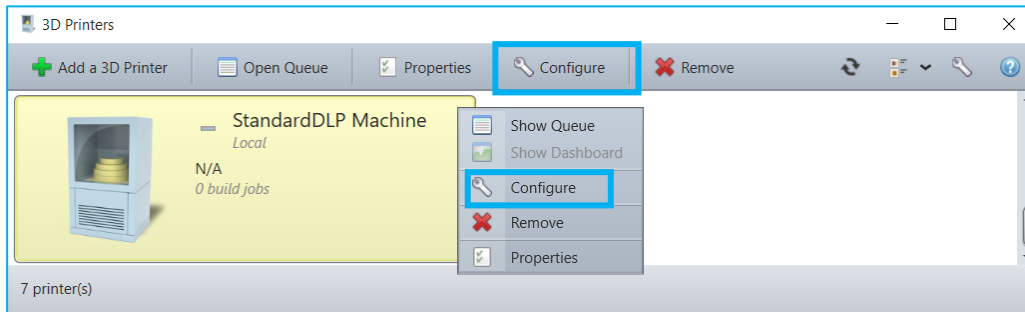 3D Printers
Add a 3D Printer Open Queue Properties Configure Remove
StandardDLP Machine
Local
N/A
0 build jobs
Show Queue
Show Dashboard
Configure
Remove
Properties
7 printer(s)